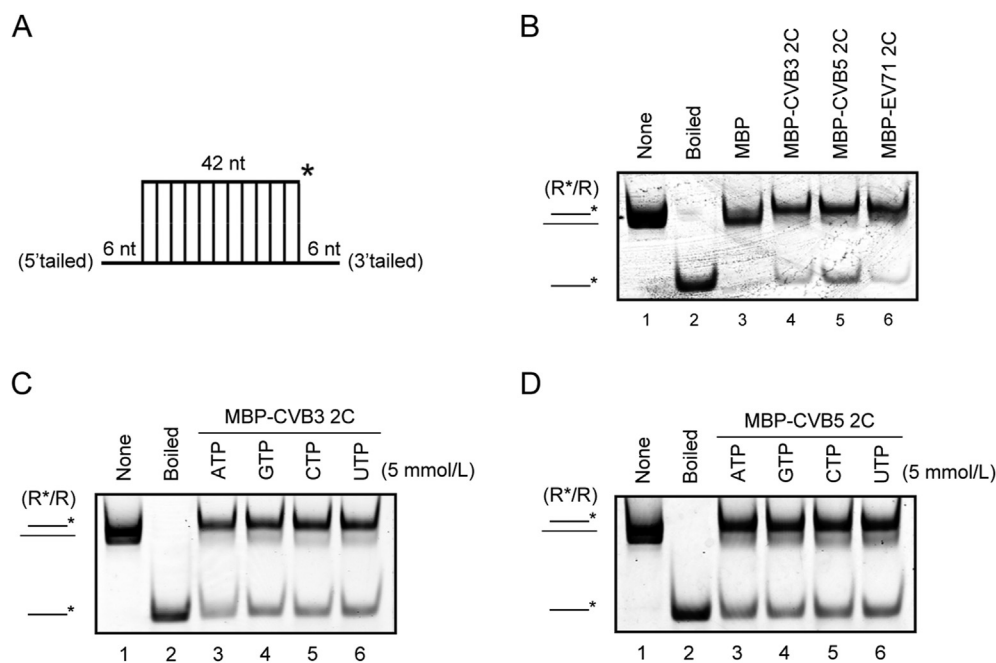 A
42 nt
*
6 nt
6 nt
(5'tailed)
(3'tailed)
B
None
Boiled
MBP
MBP-CVB3 2C
MBP-CVB5 2C
MBP-EV71 2C
(R*/R)
*
*
1 2 3 4 5 6
C
MBP-CVB3 2C
None
Boiled
ATP
GTP
CTP
UTP
(5 mmol/L)
(R*/R)
*
*
1 2 3 4 5 6
D
MBP-CVB5 2C
None
Boiled
ATP
GTP
CTP
UTP
(5 mmol/L)
(R*/R)
*
*
1 2 3 4 5 6